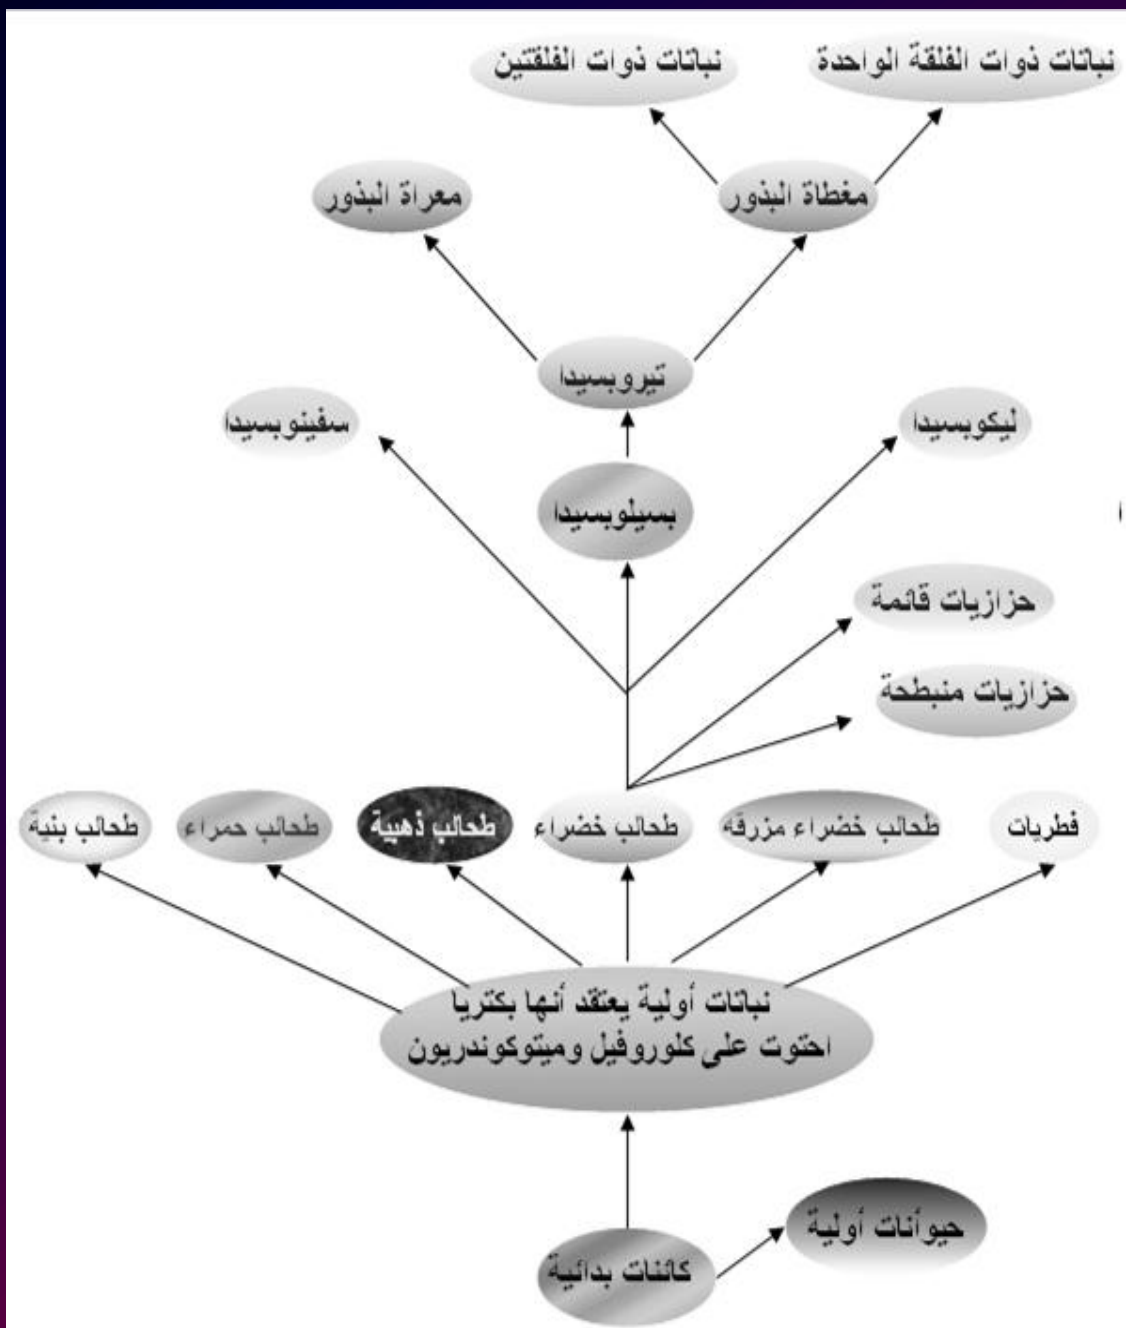 نباتات ذوات الفلقة الواحدة
نباتات ذوات الفلقتين
مغطاة البذور
معراة البذور
تيروبسيدا
ليكوبسيدا
سفينوبسيدا
بسيلوبسيدا
ا
حزازيات قائمة
حزازيات منبطحة
فطريات
طحالب خضراء مزرقه
طحالب خضراء
طحالب ذهبية
طحالب حمراء
طحالب بنية
نباتات أولية يعتقد أنها بكتريا
احتوت على كلوروفيل وميتوكوندريون
حيوأنات أولية
كائنات بدائية